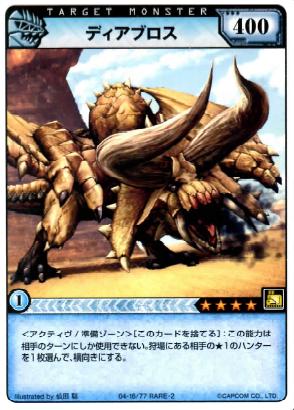 TARGET MONSTER
ディアブロス
400
1
★★★★
<アクティヴ/準備ゾーン>[このカードを捨てる]:この能力は
相手のターンにしか使用できない。狩場にある相手の★1のハンター
を1枚選んで、横向きにする。
Illustrated by 仙田 聡
04-16/77 RARE-2
©CAPCOM CO., LTD.